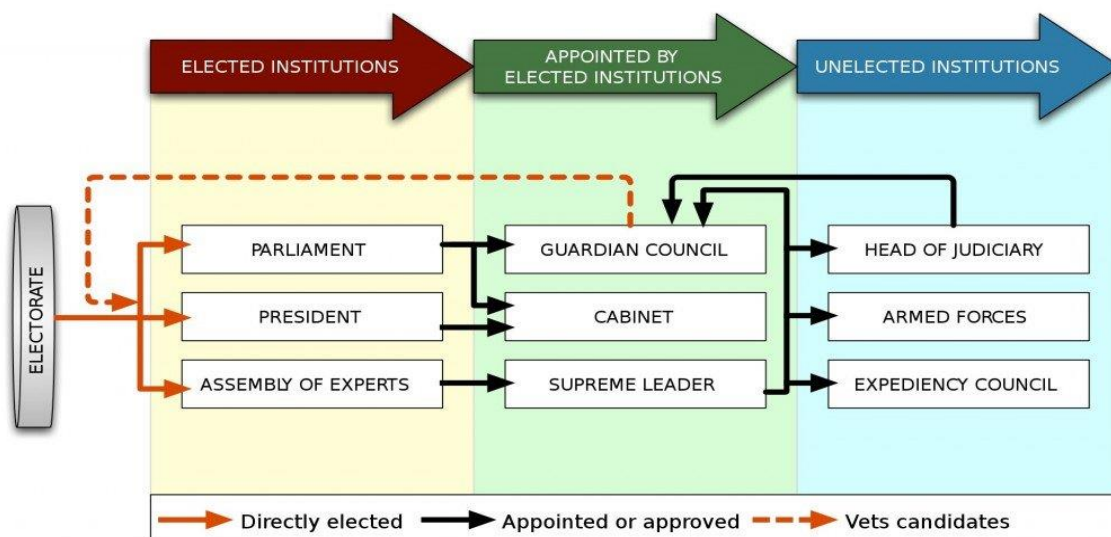 ELECTED INSTITUTIONS
APPOINTED BY
ELECTED INSTITUTIONS
UNELECTED INSTITUTIONS
ELECTORATE
PARLIAMENT
GUARDIAN COUNCIL
HEAD OF JUDICIARY
PRESIDENT
CABINET
ARMED FORCES
ASSEMBLY OF EXPERTS
SUPREME LEADER
EXPEDIENCY COUNCIL
Directly elected
Appointed or approved
Vets candidates